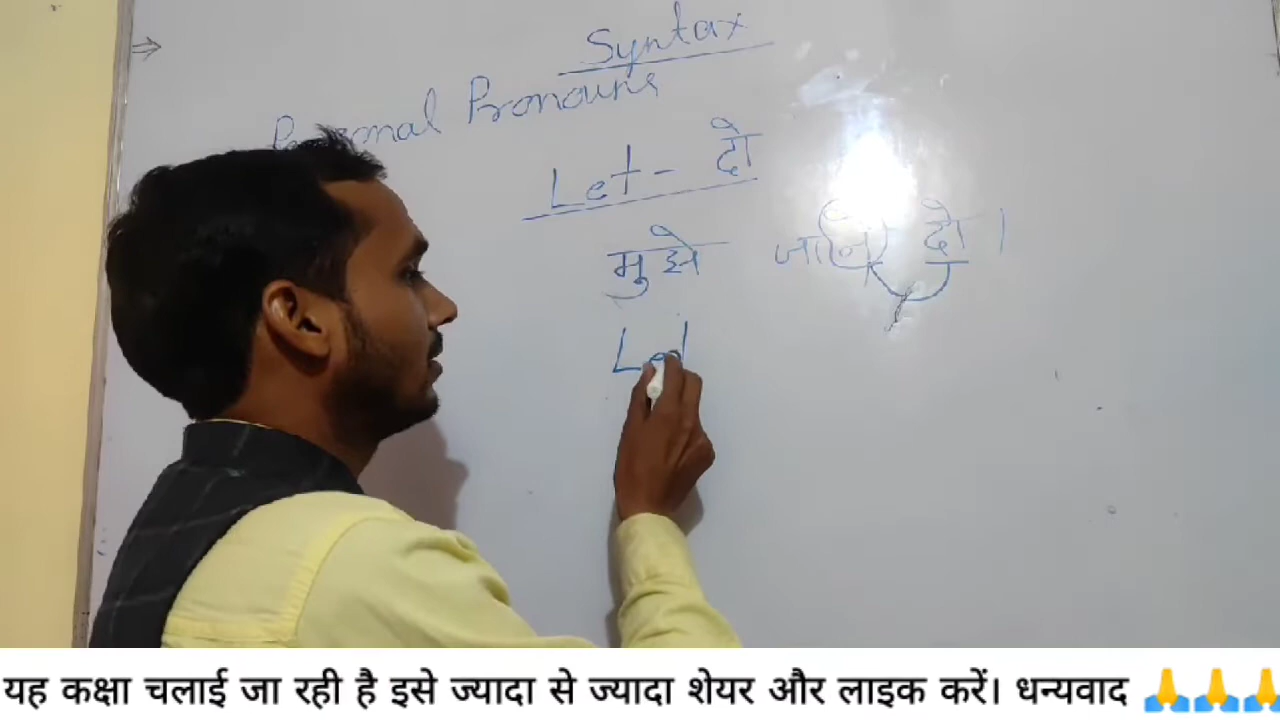 ⇒ Syntax
Personal Pronouns
Let - दो
मुझे जाने दो ।
Let
यह कक्षा चलाई जा रही है इसे ज्यादा से ज्यादा शेयर और लाइक करें। धन्यवाद 🙏🙏🙏